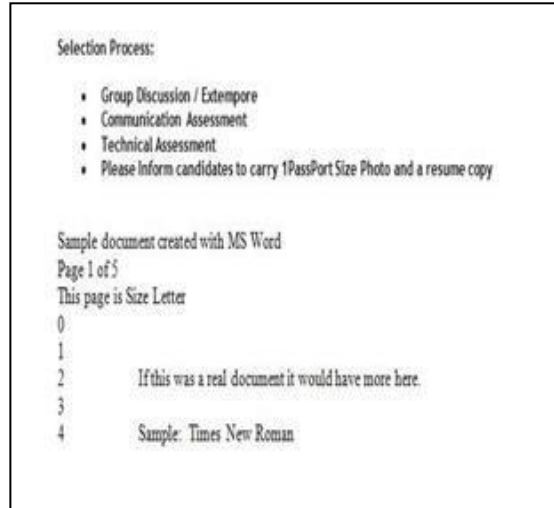 Selection Process:
• Group Discussion / Extempore
• Communication Assessment
• Technical Assessment
• Please Inform candidates to carry 1PassPort Size Photo and a resume copy
Sample document created with MS Word
Page 1 of 5
This page is Size Letter
0
1
2 If this was a real document it would have more here.
3
4 Sample: Times New Roman